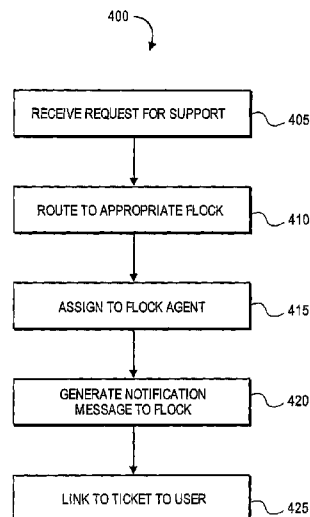 400
RECEIVE REQUEST FOR SUPPORT
405
ROUTE TO APPROPRIATE FLOCK
410
ASSIGN TO FLOCK AGENT
415
GENERATE NOTIFICATION
MESSAGE TO FLOCK
420
LINK TO TICKET TO USER
425